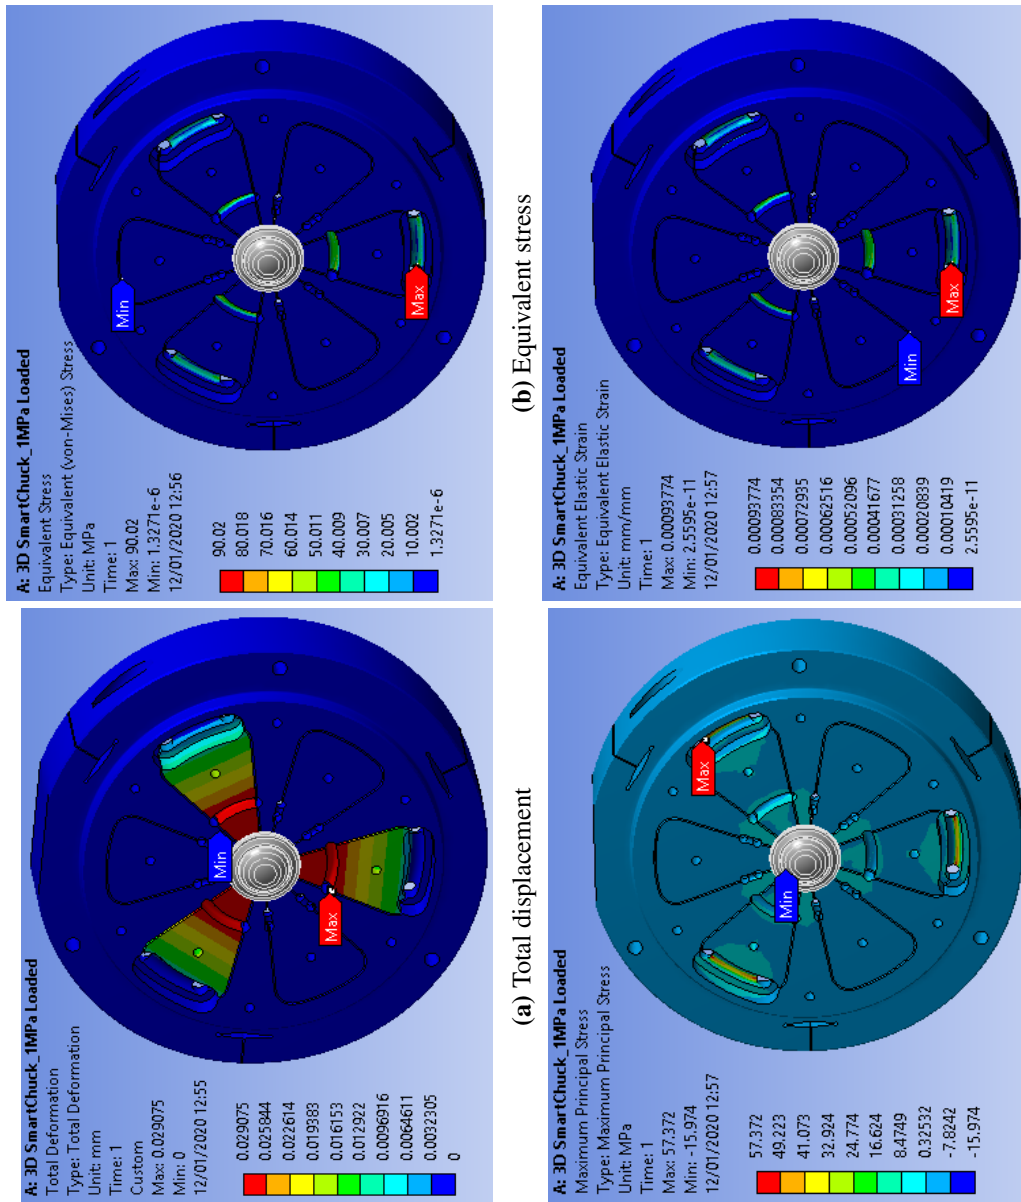 A: 3D SmartChuck_1MPa Loaded
Total Deformation
Type: Total Deformation
Unit: mm
Time: 1
Custom
Max: 0.029075
Min: 0
12/01/2020 12:55
0.029075
0.025844
0.022614
0.019383
0.016153
0.012922
0.0096916
0.0064611
0.0032305
0
Min
Max
(a) Total displacement
A: 3D SmartChuck_1MPa Loaded
Equivalent Stress
Type: Equivalent (von-Mises) Stress
Unit: MPa
Time: 1
Max: 90.02
Min: 1.3271e-6
12/01/2020 12:56
90.02
80.018
70.016
60.014
50.011
40.009
30.007
20.005
10.002
1.3271e-6
Min
Max
(b) Equivalent stress
A: 3D SmartChuck_1MPa Loaded
Maximum Principal Stress
Type: Maximum Principal Stress
Unit: MPa
Time: 1
Max: 57.372
Min: -15.974
12/01/2020 12:57
57.372
49.223
41.073
32.924
24.774
16.624
8.4749
0.32532
-7.8242
-15.974
Max
Min
A: 3D SmartChuck_1MPa Loaded
Equivalent Elastic Strain
Type: Equivalent Elastic Strain
Unit: mm/mm
Time: 1
Max: 0.00093774
Min: 2.5595e-11
12/01/2020 12:57
0.00093774
0.00083354
0.00072935
0.00062516
0.00052096
0.00041677
0.00031258
0.00020839
0.00010419
2.5595e-11
Min
Max